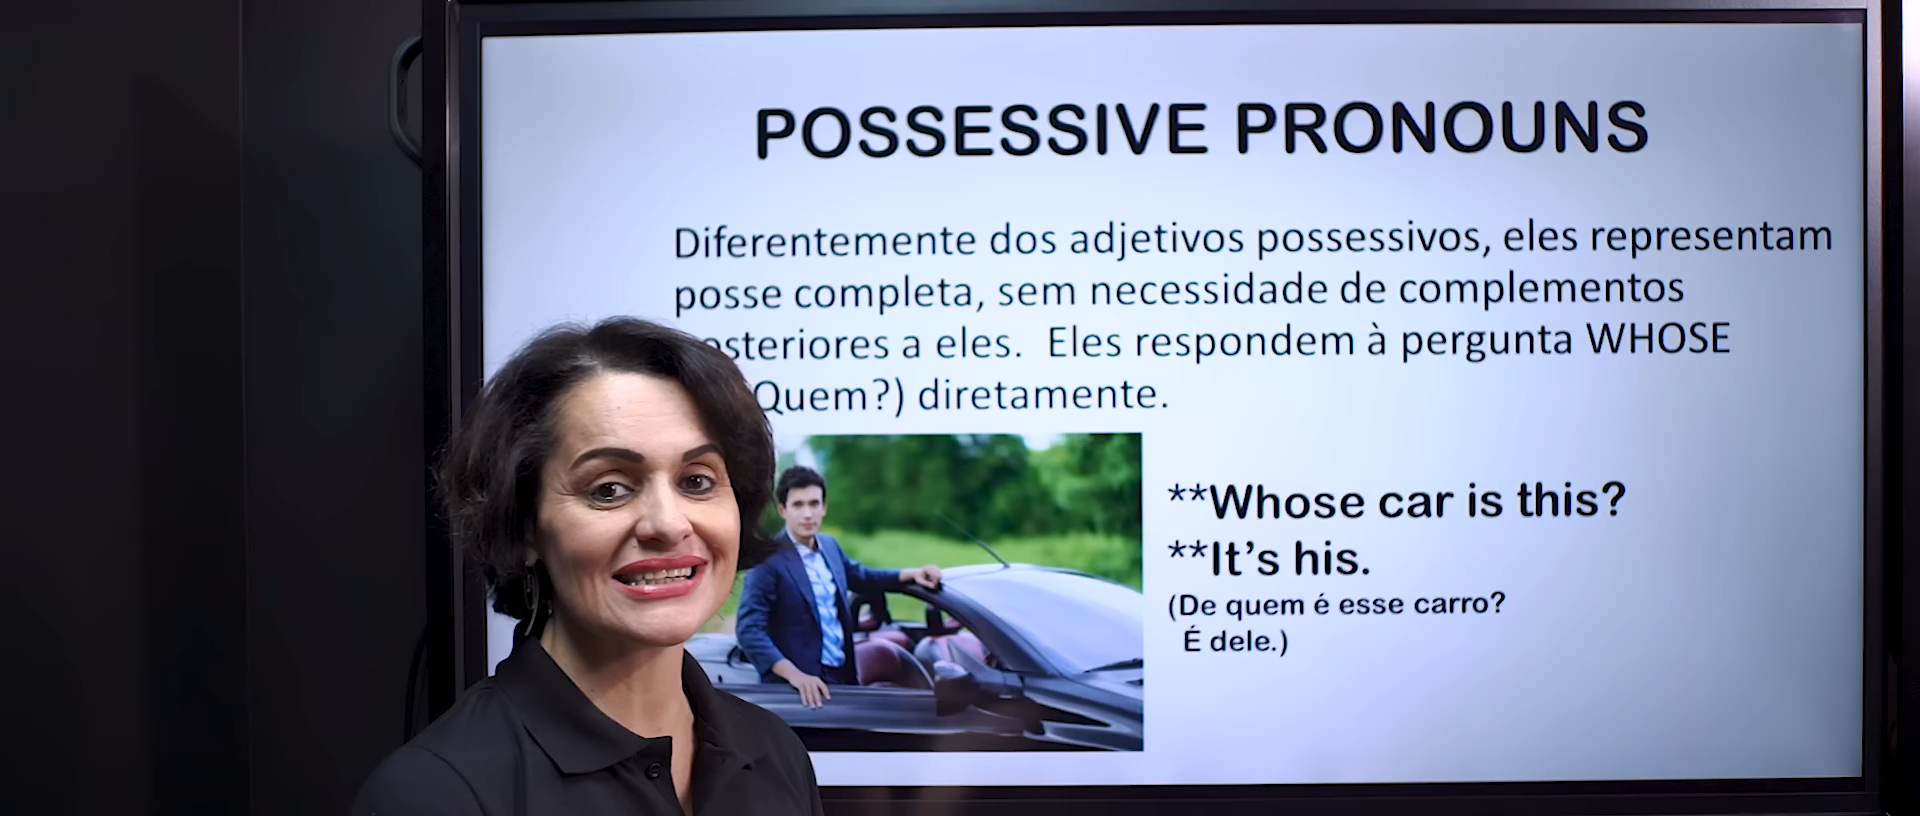 POSSESSIVE PRONOUNS
Diferentemente dos adjetivos possessivos, eles representam
posse completa, sem necessidade de complementos
a eles. Eles respondem à pergunta WHOSE
Quem?) diretamente.
**Whose car is this?
**It's his.
(De quem é esse carro?
É dele.)